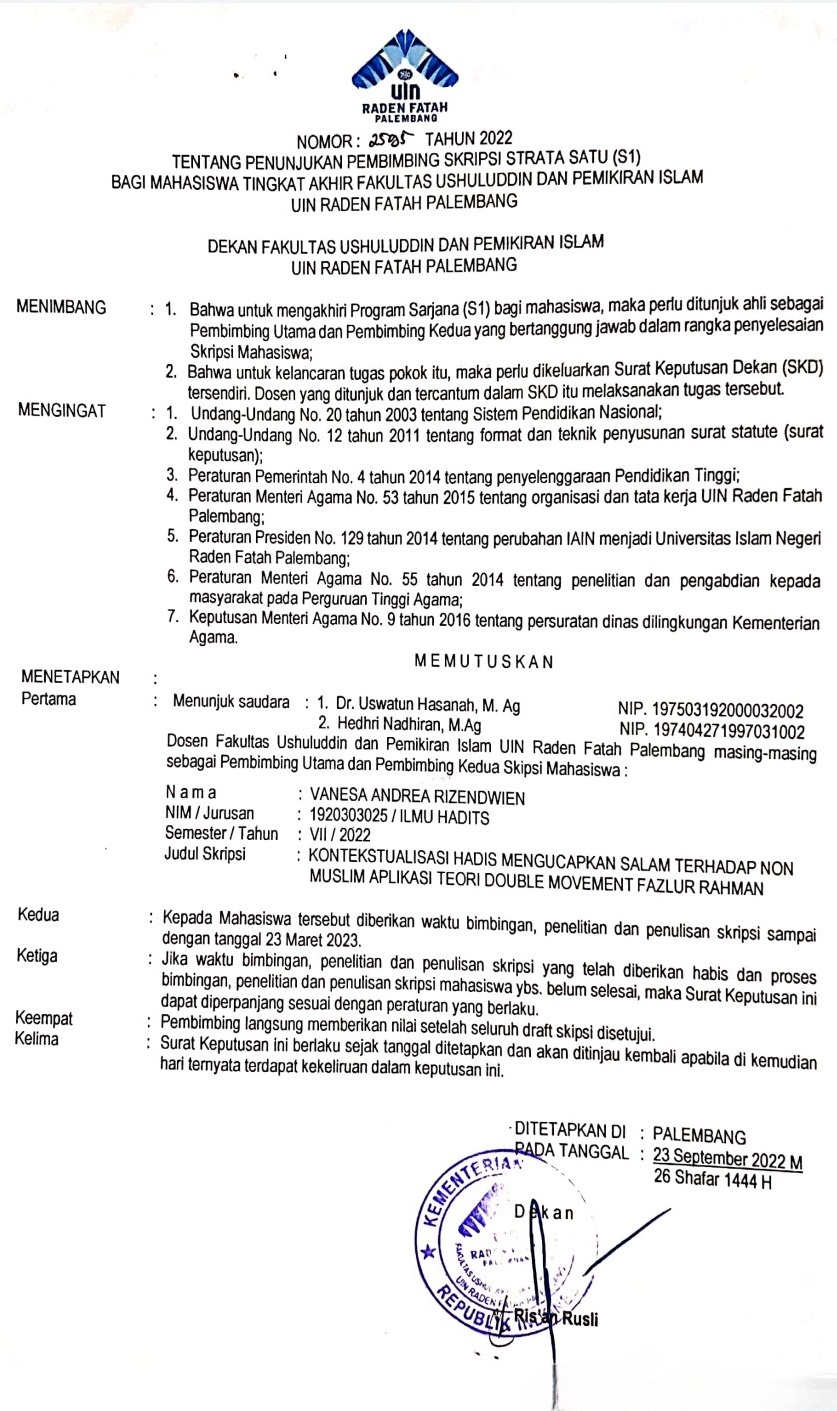 uin
RADEN FATAH
PALEMBANG
NOMOR : TAHUN 2022
TENTANG PENUNJUKAN PEMBIMBING SKRIPSI STRATA SATU (S1)
BAGI MAHASISWA TINGKAT AKHIR FAKULTAS USHULUDDIN DAN PEMIKIRAN ISLAM
UIN RADEN FATAH PALEMBANG
DEKAN FAKULTAS USHULUDDIN DAN PEMIKIRAN ISLAM
UIN RADEN FATAH PALEMBANG
MENIMBANG : 1. Bahwa untuk mengakhiri Program Sarjana (S1) bagi mahasiswa, maka perlu ditunjuk ahli sebagai
Pembimbing Utama dan Pembimbing Kedua yang bertanggung jawab dalam rangka penyelesaian
Skripsi Mahasiswa;
2. Bahwa untuk kelancaran tugas pokok itu, maka perlu dikeluarkan Surat Keputusan Dekan (SKD)
tersendiri. Dosen yang ditunjuk dan tercantum dalam SKD itu melaksanakan tugas tersebut.
MENGINGAT : 1. Undang-Undang No. 20 tahun 2003 tentang Sistem Pendidikan Nasional;
2. Undang-Undang No. 12 tahun 2011 tentang format dan teknik penyusunan surat statute (surat
keputusan);
3. Peraturan Pemerintah No. 4 tahun 2014 tentang penyelenggaraan Pendidikan Tinggi;
4. Peraturan Menteri Agama No. 53 tahun 2015 tentang organisasi dan tata kerja UIN Raden Fatah
Palembang;
5. Peraturan Presiden No. 129 tahun 2014 tentang perubahan IAIN menjadi Universitas Islam Negeri
Raden Fatah Palembang;
6. Peraturan Menteri Agama No. 55 tahun 2014 tentang penelitian dan pengabdian kepada
masyarakat pada Perguruan Tinggi Agama;
7. Keputusan Menteri Agama No. 9 tahun 2016 tentang persuratan dinas dilingkungan Kementerian
Agama.
MEMUTUSKAN
MENETAPKAN :
Pertama : Menunjuk saudara : 1. Dr. Uswatun Hasanah, M. Ag NIP. 197503192000032002
2. Hedhri Nadhiran, M.Ag NIP. 197404271997031002
Dosen Fakultas Ushuluddin dan Pemikiran Islam UIN Raden Fatah Palembang masing-masing
sebagai Pembimbing Utama dan Pembimbing Kedua Skipsi Mahasiswa :
N a m a : VANESA ANDREA RIZENDWIEN
NIM / Jurusan : 1920303025 / ILMU HADITS
Semester / Tahun : VII / 2022
Judul Skripsi : KONTEKSTUALISASI HADIS MENGUCAPKAN SALAM TERHADAP NON
MUSLIM APLIKASI TEORI DOUBLE MOVEMENT FAZLUR RAHMAN
Kedua : Kepada Mahasiswa tersebut diberikan waktu bimbingan, penelitian dan penulisan skripsi sampai
dengan tanggal 23 Maret 2023.
Ketiga : Jika waktu bimbingan, penelitian dan penulisan skripsi yang telah diberikan habis dan proses
bimbingan, penelitian dan penulisan skripsi mahasiswa ybs. belum selesai, maka Surat Keputusan ini
dapat diperpanjang sesuai dengan peraturan yang berlaku.
Keempat : Pembimbing langsung memberikan nilai setelah seluruh draft skipsi disetujui.
Kelima : Surat Keputusan ini berlaku sejak tanggal ditetapkan dan akan ditinjau kembali apabila di kemudian
hari ternyata terdapat kekeliruan dalam keputusan ini.
DITETAPKAN DI : PALEMBANG
PADA TANGGAL : 23 September 2022 M
26 Shafar 1444 H
Dekan
KEMENTERIAN
REPUBLIK
Ris'an Rusli